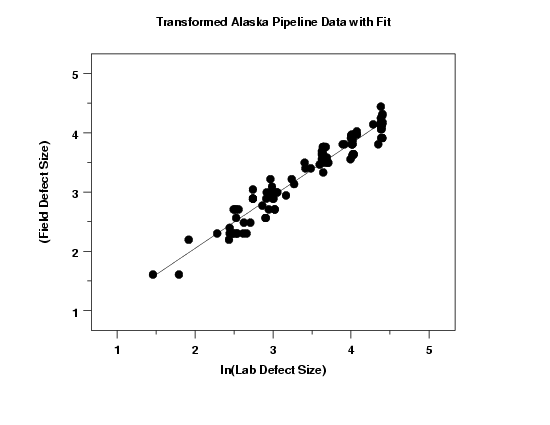 Transformed Alaska Pipeline Data with Fit
5
4
3
2
1
(Field Defect Size)
1 2 3 4 5
ln(Lab Defect Size)